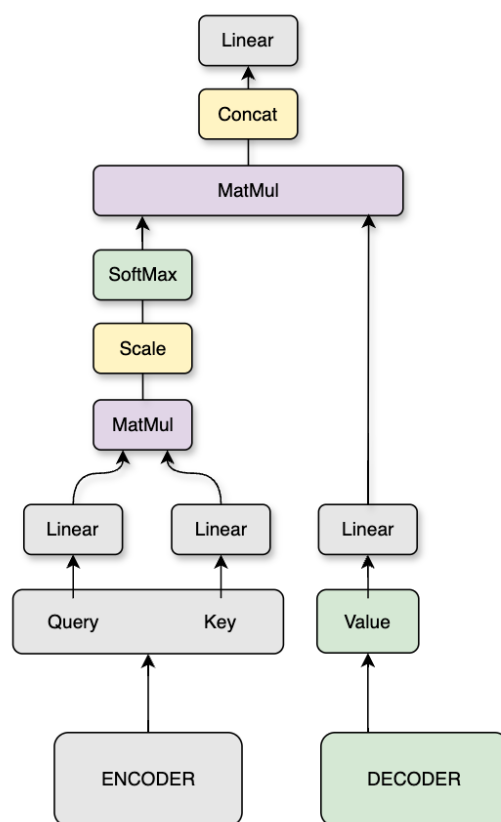 Linear
Concat
MatMul
SoftMax
Scale
MatMul
Linear
Linear
Linear
Query
Key
Value
ENCODER
DECODER